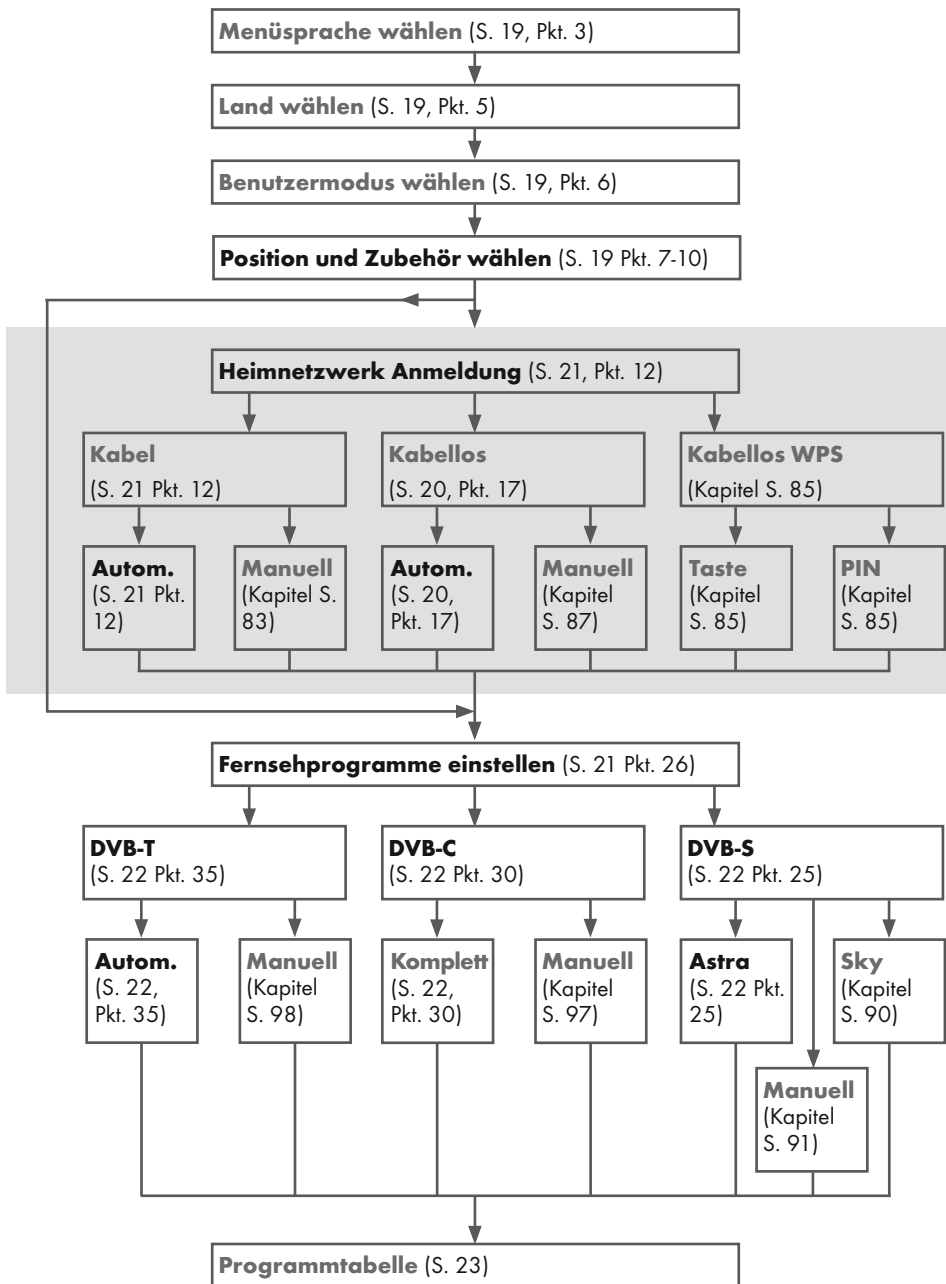 Menüsprache wählen (S. 19, Pkt. 3)
Land wählen (S. 19, Pkt. 5)
Benutzermodus wählen (S. 19, Pkt. 6)
Position und Zubehör wählen (S. 19 Pkt. 7-10)
Heimnetzwerk Anmeldung (S. 21, Pkt. 12)
Kabel
(S. 21 Pkt. 12)
Kabellos
(S. 20, Pkt. 17)
Kabellos WPS
(Kapitel S. 85)
Autom.
(S. 21 Pkt.
12)
Manuell
(Kapitel S.
83)
Autom.
(S. 20,
Pkt. 17)
Manuell
(Kapitel
S. 87)
Taste
(Kapitel
S. 85)
PIN
(Kapitel
S. 85)
Fernsehprogramme einstellen (S. 21 Pkt. 26)
DVB-T
(S. 22 Pkt. 35)
DVB-C
(S. 22 Pkt. 30)
DVB-S
(S. 22 Pkt. 25)
Autom.
(S. 22,
Pkt. 35)
Manuell
(Kapitel
S. 98)
Komplett
(S. 22,
Pkt. 30)
Manuell
(Kapitel
S. 97)
Astra
(S. 22 Pkt.
25)
Sky
(Kapitel
S. 90)
Manuell
(Kapitel
S. 91)
Programmtabelle (S. 23)